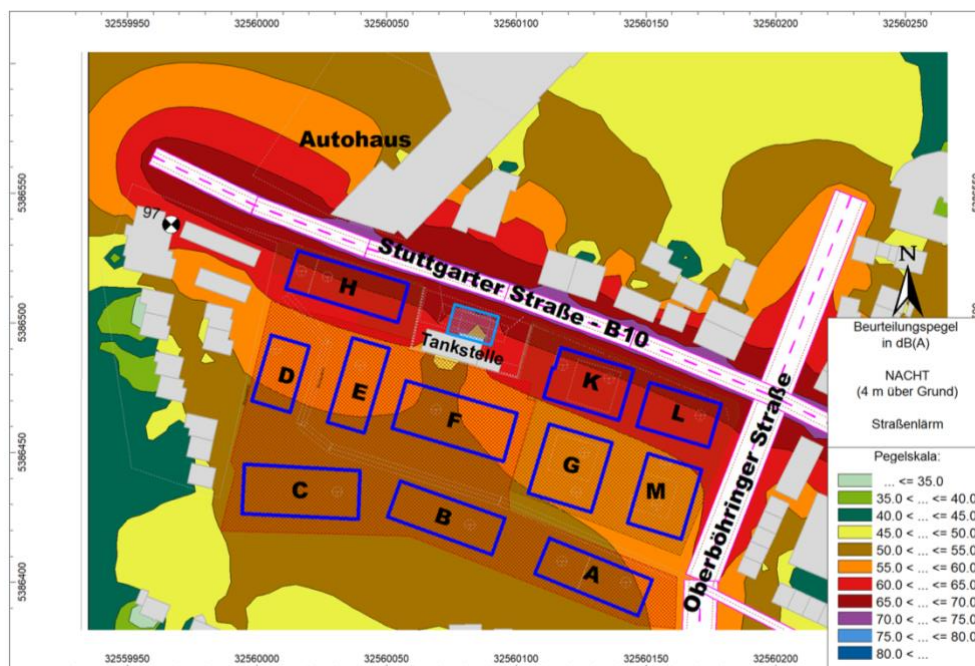 32559950 32560000 32560050 32560100 32560150 32560200 32560250
5386550
5386550
Autohaus
97
Stuttgarter Straße - B10
N
5386500
H
Tankstelle
K
L
D
E
F
G
M
5386450
C
B
A
Oberböhringer Straße
5386400
Beurteilungspegel
in dB(A)
NACHT
(4 m über Grund)
Straßenlärm
Pegelskala:
... <= 35.0
35.0 < ... <= 40.0
40.0 < ... <= 45.0
45.0 < ... <= 50.0
50.0 < ... <= 55.0
55.0 < ... <= 60.0
60.0 < ... <= 65.0
65.0 < ... <= 70.0
70.0 < ... <= 75.0
75.0 < ... <= 80.0
80.0 < ...
32559950 32560000 32560050 32560100 32560150 32560200 32560250